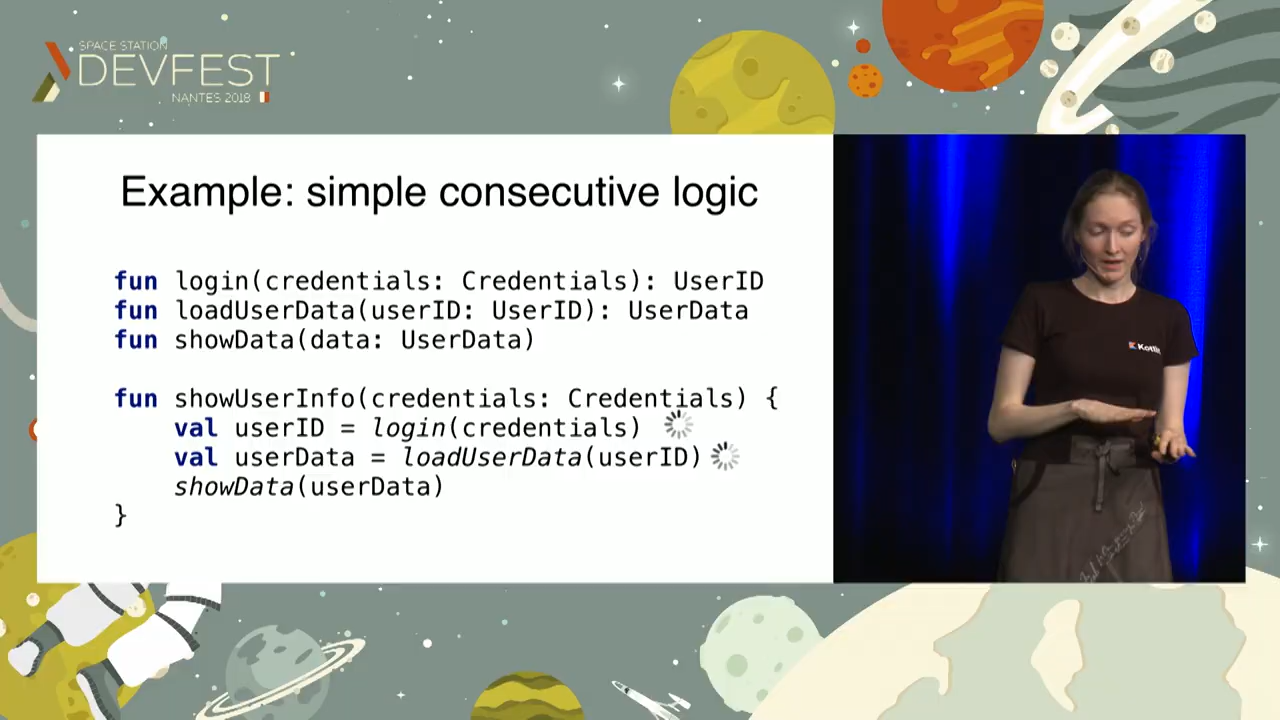 SPACE STATION
DEVFEST
NANTES 2018
Example: simple consecutive logic
fun login(credentials: Credentials): UserID
fun loadUserData(userID: UserID): UserData
fun showData(data: UserData)
fun showUserInfo(credentials: Credentials) {
val userID = login(credentials)
val userData = loadUserData(userID)
showData(userData)
}
Kotlin